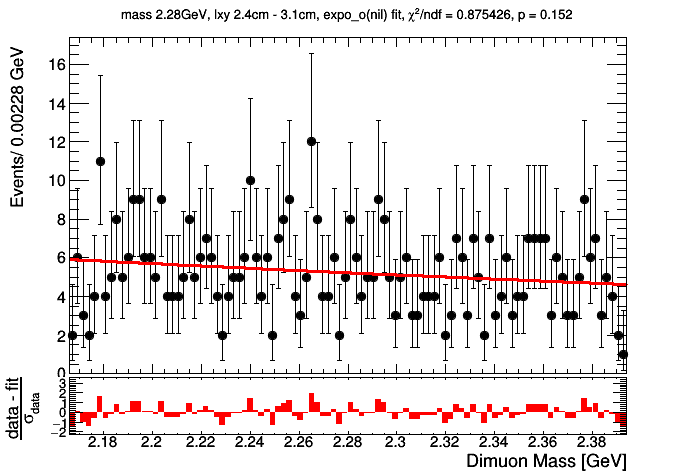 mass 2.28GeV, lxy 2.4cm - 3.1cm, expo_o(nil) fit, χ²/ndf = 0.875426, p = 0.152
Events/ 0.00228 GeV
16
14
12
10
8
6
4
2
0
data - fit
σdata
3
2
1
0
−1
−2
2.18 2.2 2.22 2.24 2.26 2.28 2.3 2.32 2.34 2.36 2.38
Dimuon Mass [GeV]